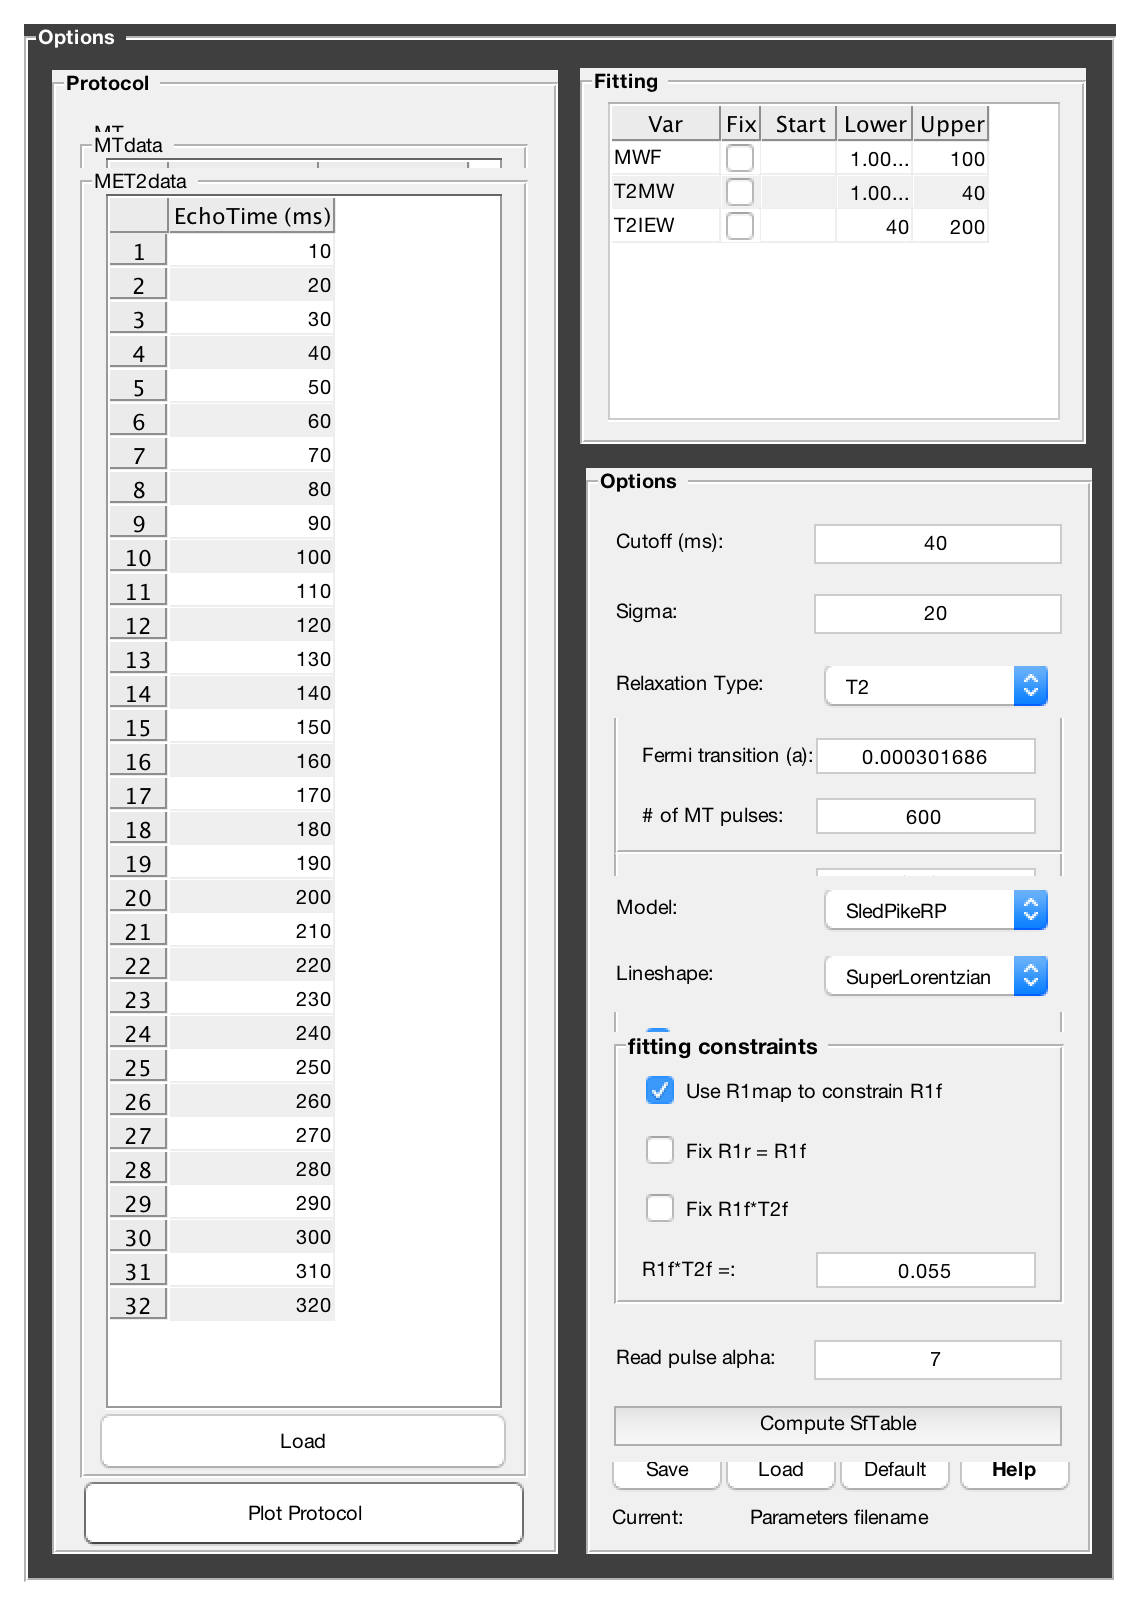 Options
Protocol
MTdata
MET2data
EchoTime (ms)
1 10
2 20
3 30
4 40
5 50
6 60
7 70
8 80
9 90
10 100
11 110
12 120
13 130
14 140
15 150
16 160
17 170
18 180
19 190
20 200
21 210
22 220
23 230
24 240
25 250
26 260
27 270
28 280
29 290
30 300
31 310
32 320
Load
Plot Protocol
Fitting
Var Fix Start Lower Upper
MWF 1.00... 100
T2MW 1.00... 40
T2IEW 40 200
Options
Cutoff (ms): 40
Sigma: 20
Relaxation Type: T2
Fermi transition (a): 0.000301686
# of MT pulses: 600
Model: SledPikeRP
Lineshape: SuperLorentzian
fitting constraints
Use R1map to constrain R1f
Fix R1r = R1f
Fix R1f*T2f
R1f*T2f =: 0.055
Read pulse alpha: 7
Compute SfTable
Save Load Default Help
Current: Parameters filename